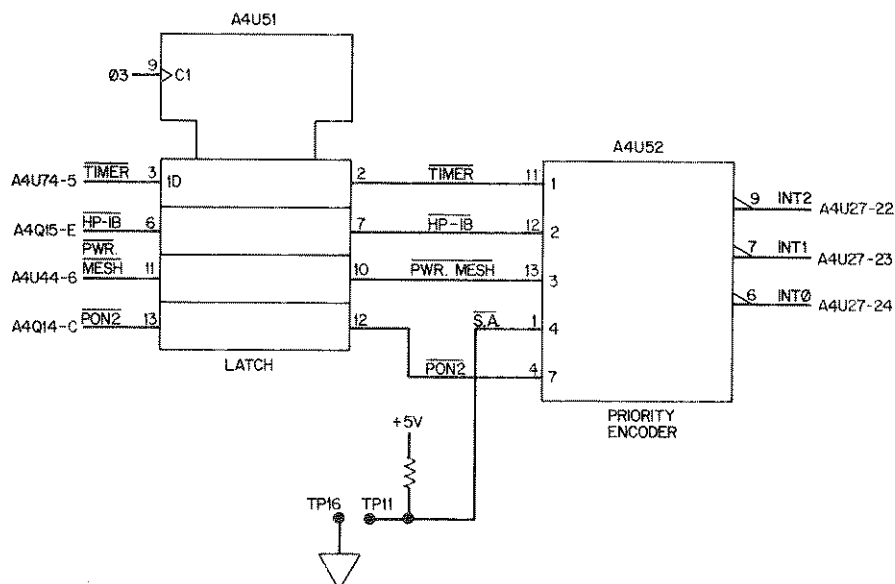 A4U51
Ø3 9 C1
A4U52
A4U74-5 TIMER 3 1D 2 TIMER 11 1
9 INT2 A4U27-22
A4Q15-E HP-IB 6 7 HP-IB 12 2
PWR.
7 INT1 A4U27-23
A4U44-6 MESH 11 10 PWR. MESH 13 3
6 INTØ A4U27-24
A4Q14-C PON2 13 12 S.A. 1 4
LATCH
PON2 4 7
PRIORITY
ENCODER
+5V
TP16 TP11